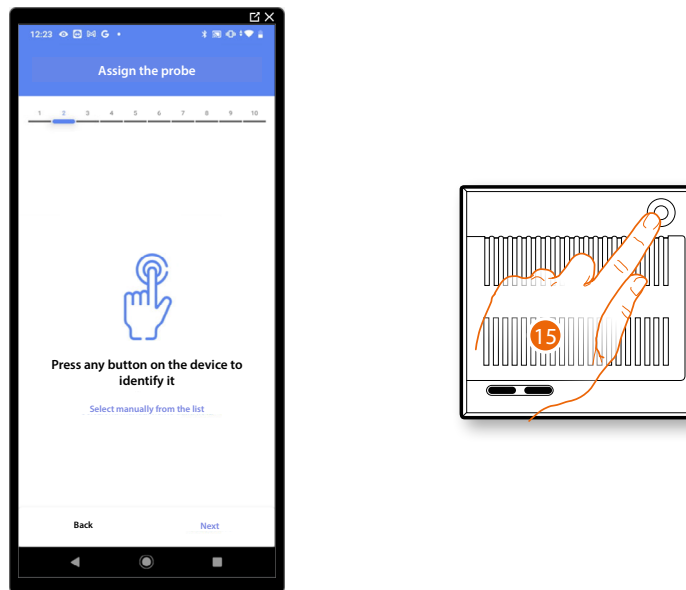 12:23
Assign the probe
1 2 3 4 5 6 7 8 9 10
Press any button on the device to
identify it
Select manually from the list
Back Next
15